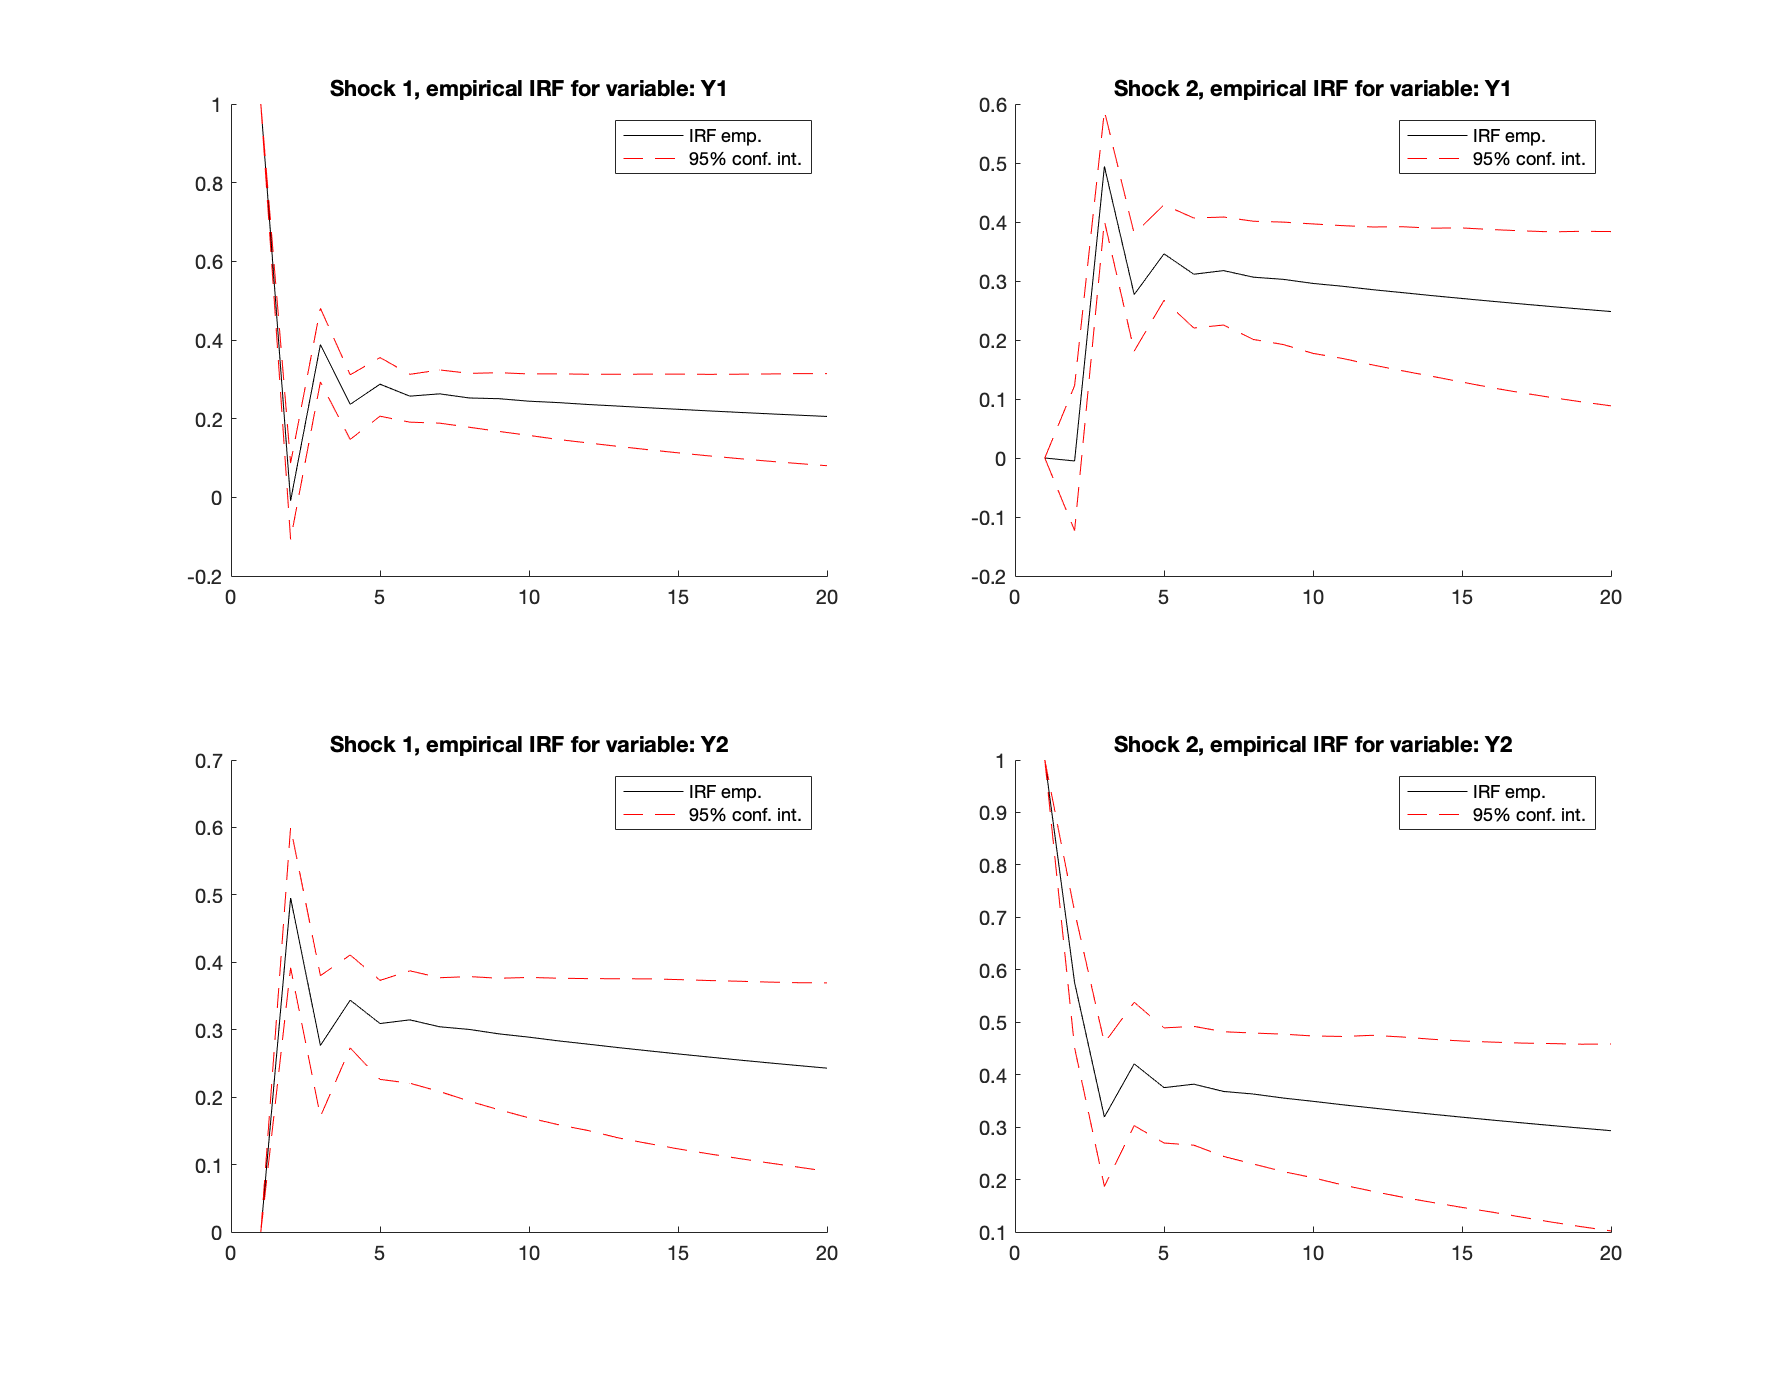 Shock 1, empirical IRF for variable: Y1
1
0.8
0.6
0.4
0.2
0
-0.2
0 5 10 15 20
IRF emp.
95% conf. int.
Shock 2, empirical IRF for variable: Y1
0.6
0.5
0.4
0.3
0.2
0.1
0
-0.1
-0.2
0 5 10 15 20
IRF emp.
95% conf. int.
Shock 1, empirical IRF for variable: Y2
0.7
0.6
0.5
0.4
0.3
0.2
0.1
0
0 5 10 15 20
IRF emp.
95% conf. int.
Shock 2, empirical IRF for variable: Y2
1
0.9
0.8
0.7
0.6
0.5
0.4
0.3
0.2
0.1
0 5 10 15 20
IRF emp.
95% conf. int.